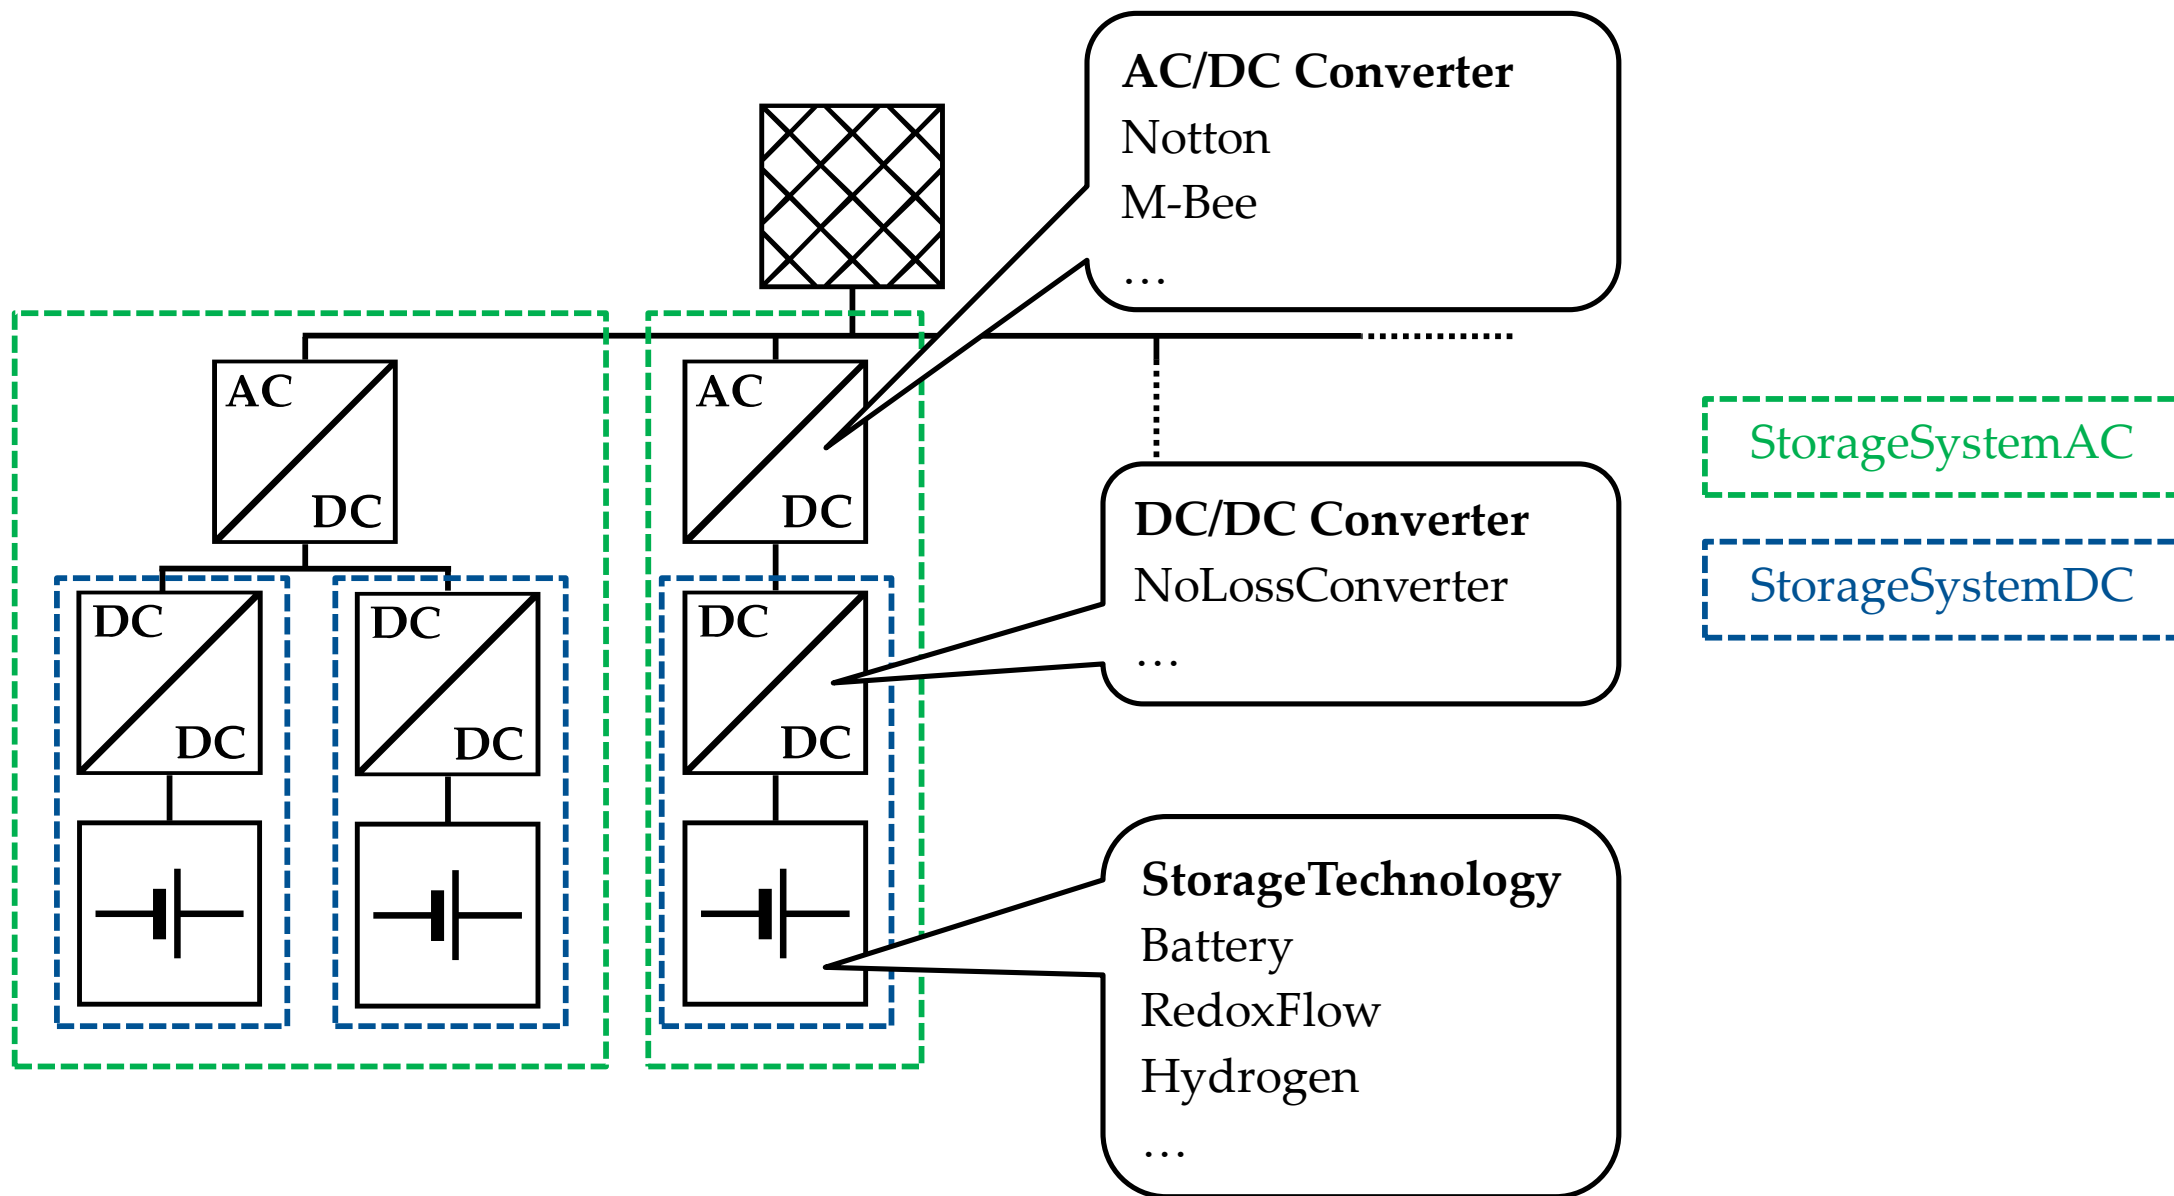 AC/DC Converter
Notton
M-Bee
…
AC
DC
AC
DC
StorageSystemAC
DC/DC Converter
NoLossConverter
…
StorageSystemDC
DC
DC
DC
DC
DC
DC
StorageTechnology
Battery
RedoxFlow
Hydrogen
…